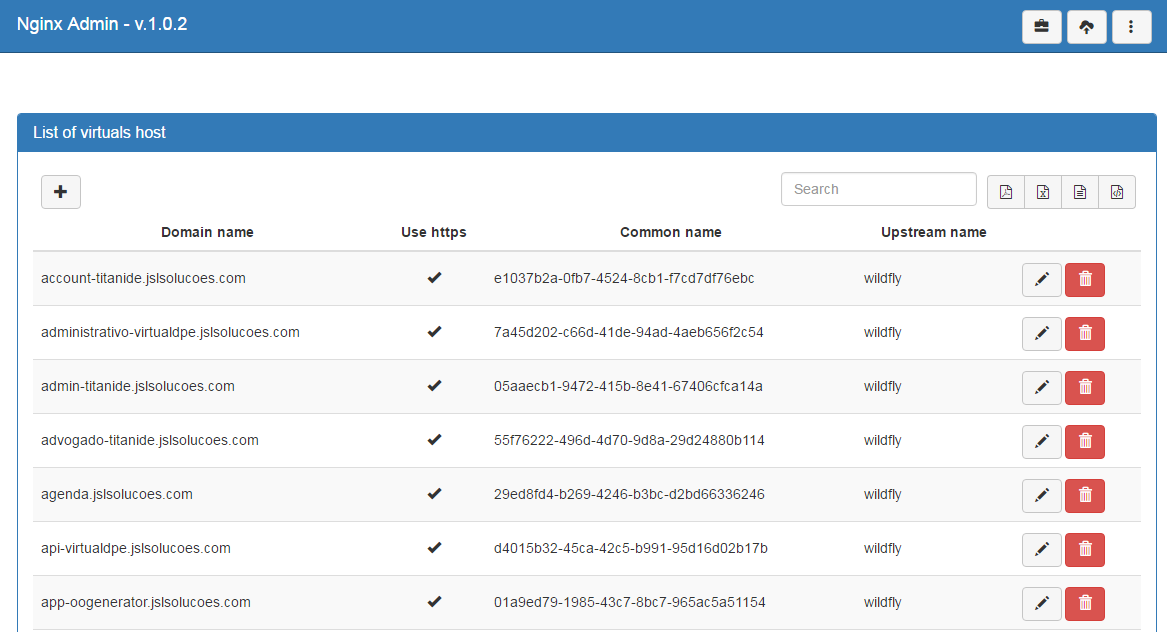 Nginx Admin - v.1.0.2
List of virtuals host
Search
Domain name Use https Common name Upstream name
account-titanide.jslsolucoes.com e1037b2a-0fb7-4524-8cb1-f7cd7df76ebc wildfly
administrativo-virtualdpe.jslsolucoes.com 7a45d202-c66d-41de-94ad-4aeb656f2c54 wildfly
admin-titanide.jslsolucoes.com 05aaecb1-9472-415b-8e41-67406cfca14a wildfly
advogado-titanide.jslsolucoes.com 55f76222-496d-4d70-9d8a-29d24880b114 wildfly
agenda.jslsolucoes.com 29ed8fd4-b269-4246-b3bc-d2bd66336246 wildfly
api-virtualdpe.jslsolucoes.com d4015b32-45ca-42c5-b991-95d16d02b17b wildfly
app-oogenerator.jslsolucoes.com 01a9ed79-1985-43c7-8bc7-965ac5a51154 wildfly